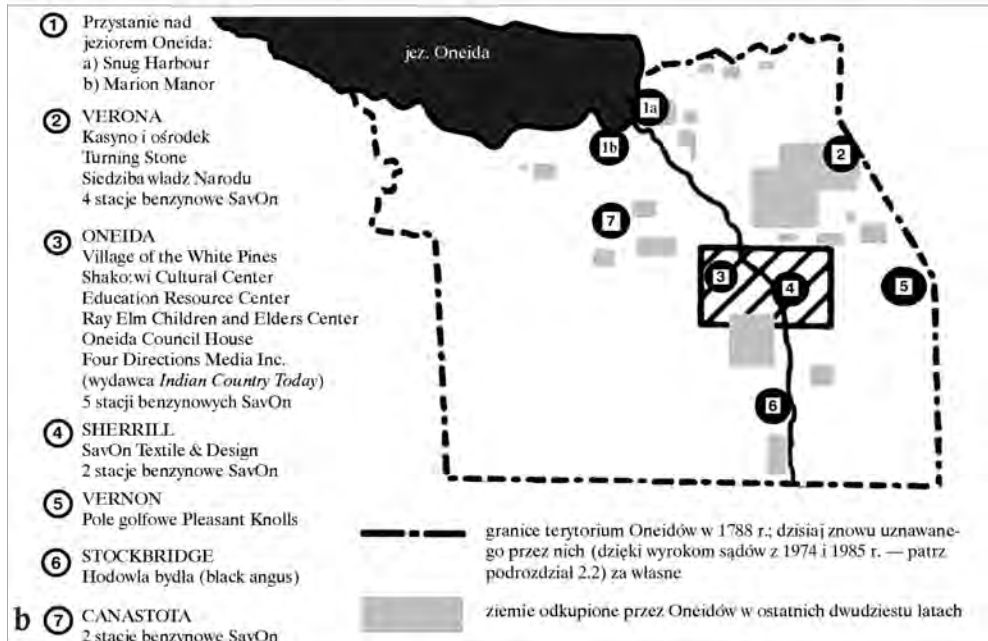 1 Przystanie nad
jeziorem Oneida:
a) Snug Harbour
b) Marion Manor
2 VERONA
Kasyno i ośrodek
Turning Stone
Siedziba władz Narodu
4 stacje benzynowe SavOn
3 ONEIDA
Village of the White Pines
Shako:wi Cultural Center
Education Resource Center
Ray Elm Children and Elders Center
Oneida Council House
Four Directions Media Inc.
(wydawca Indian Country Today)
5 stacji benzynowych SavOn
4 SHERRILL
SavOn Textile & Design
2 stacje benzynowe SavOn
5 VERNON
Pole golfowe Pleasant Knolls
6 STOCKBRIDGE
Hodowla bydła (black angus)
b 7 CANASTOTA
2 stacje benzynowe SavOn
jez. Oneida
1a
1b
2
7
3
4
5
6
granice terytorium Oneidów w 1788 r.; dzisiaj znowu uznawane-
go przez nich (dzięki wyrokom sądów z 1974 i 1985 r. — patrz
podrozdział 2.2) za własne
ziemie odkupione przez Oneidów w ostatnich dwudziestu latach